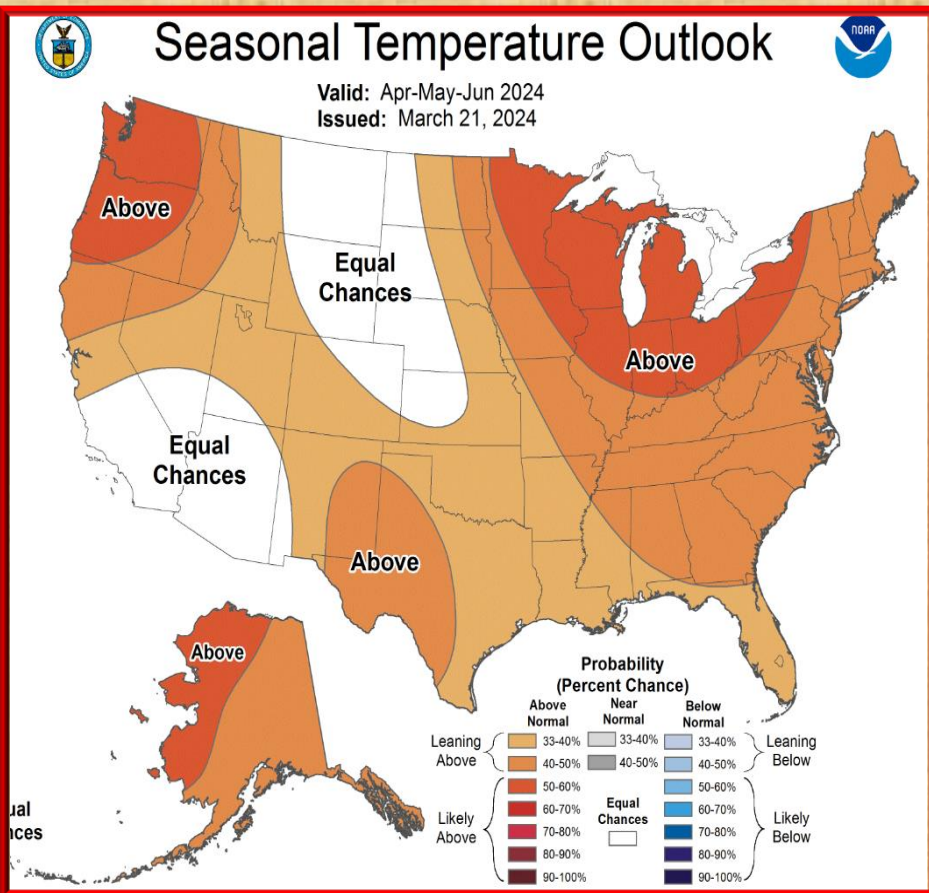 Seasonal Temperature Outlook
NOAA
Valid: Apr-May-Jun 2024
Issued: March 21, 2024
Above
Equal
Chances
Above
Equal
Chances
Above
Above
Probability
(Percent Chance)
Above
Normal
Near
Normal
Below
Normal
Leaning
Above
33-40%
33-40%
33-40%
Leaning
Below
40-50%
40-50%
40-50%
Likely
Above
50-60%
60-70%
70-80%
80-90%
90-100%
Equal
Chances
50-60%
60-70%
70-80%
80-90%
90-100%
Likely
Below